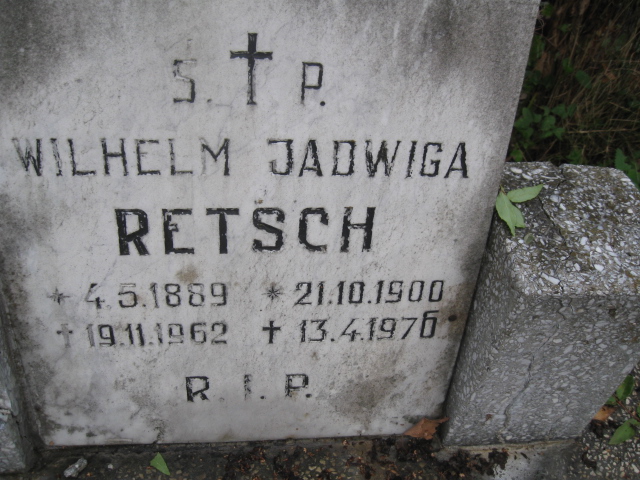 S. † P.
WILHELM JADWIGA
RETSCH
* 4.5.1889 * 21.10.1900
† 19.11.1962 † 13.4.1976
R.I.P.